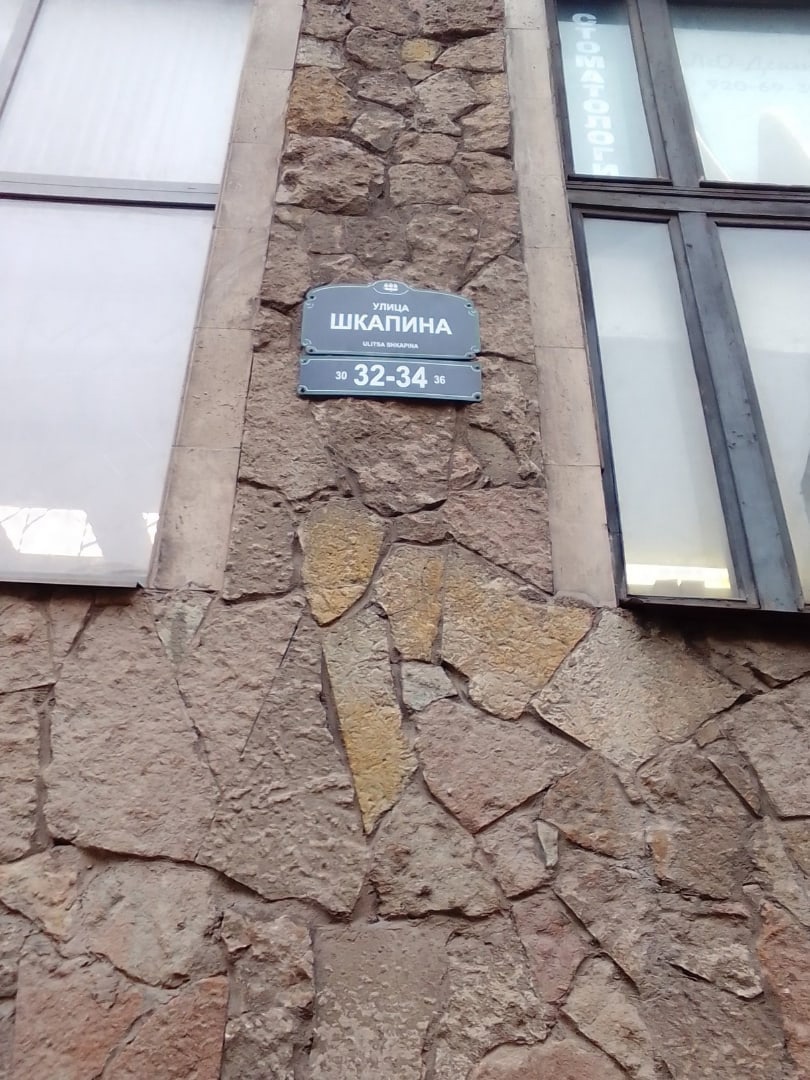 СТОМАТОЛОГИ
УЛИЦА
ШКАПИНА
ULITSA SHKAPINA
30 32-34 36